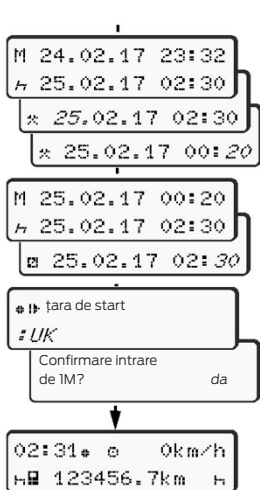 M 24.02.17 23:32
25.02.17 02:30
25.02.17 02:30
25.02.17 00:20
M 25.02.17 00:20
25.02.17 02:30
25.02.17 02:30
țara de start
:UK
Confirmare intrare
de 1M? da
02:31 0km/h
123456.7km